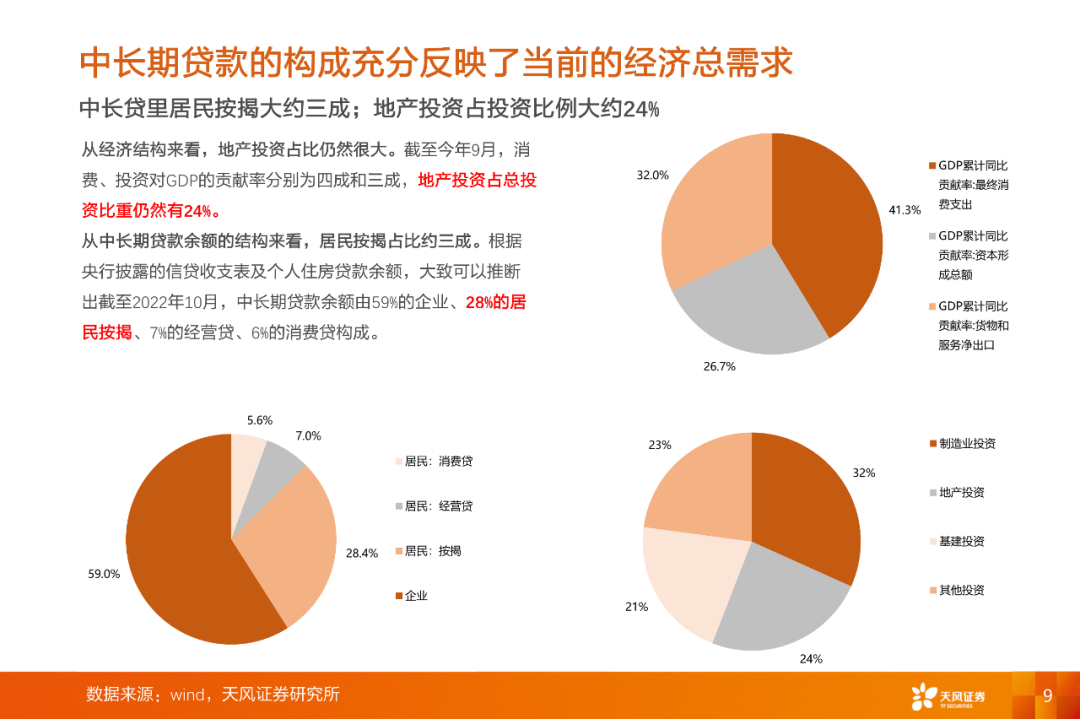 中长期贷款的构成充分反映了当前的经济总需求
中长贷里居民按揭大约三成；地产投资占投资比例大约24%
从经济结构来看，地产投资占比仍然很大。截至今年9月，消
费、投资对GDP的贡献率分别为四成和三成，地产投资占总投
资比重仍然有24%。
从中长期贷款余额的结构来看，居民按揭占比约三成。根据
央行披露的信贷收支表及个人住房贷款余额，大致可以推断
出截至2022年10月，中长期贷款余额由59%的企业、28%的居
民按揭、7%的经营贷、6%的消费贷构成。
32.0%
41.3%
26.7%
GDP累计同比
贡献率:最终消
费支出
GDP累计同比
贡献率:资本形
成总额
GDP累计同比
贡献率:货物和
服务净出口
5.6%
7.0%
28.4%
59.0%
居民：消费贷
居民：经营贷
居民：按揭
企业
23%
32%
21%
24%
制造业投资
地产投资
基建投资
其他投资
数据来源：wind，天风证券研究所
天风证券
TF SECURITIES
9